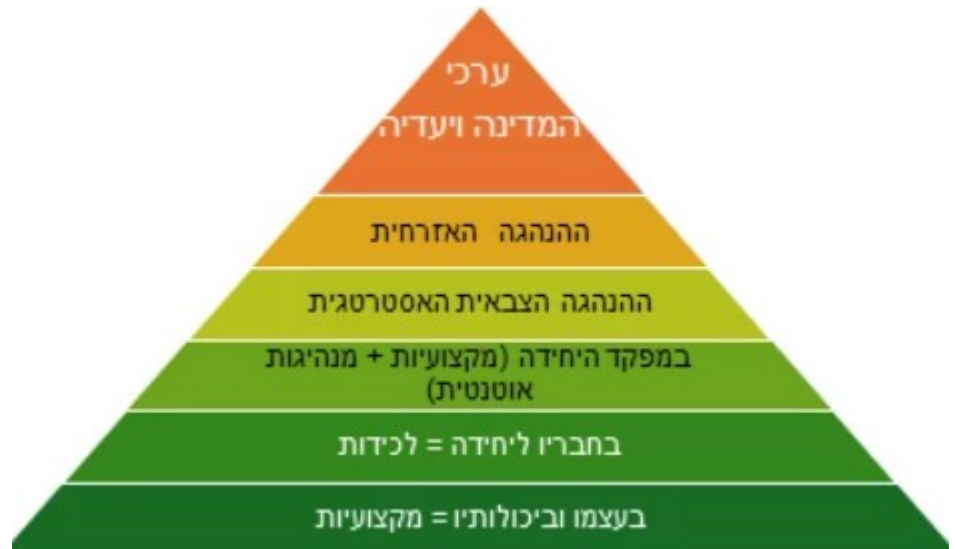 ערכי
המדינה ויעדיה
ההנהגה האזרחית
ההנהגה הצבאית האסטרטגית
במפקד היחידה (מקצועיות + מנהיגות
אוטנטית)
בחבריו ליחידה = לכידות
בעצמו וביכולותיו = מקצועיות